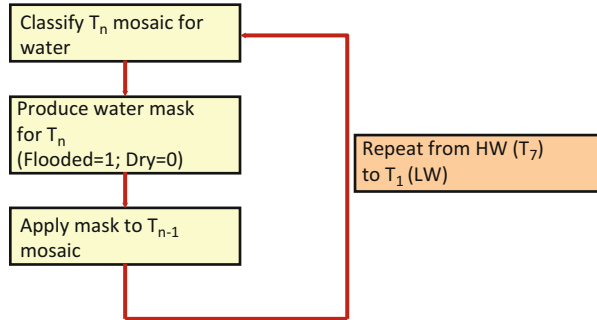 Classify Tn mosaic for
water
Produce water mask
for Tn
(Flooded=1; Dry=0)
Repeat from HW (T7)
to T1 (LW)
Apply mask to Tn-1
mosaic